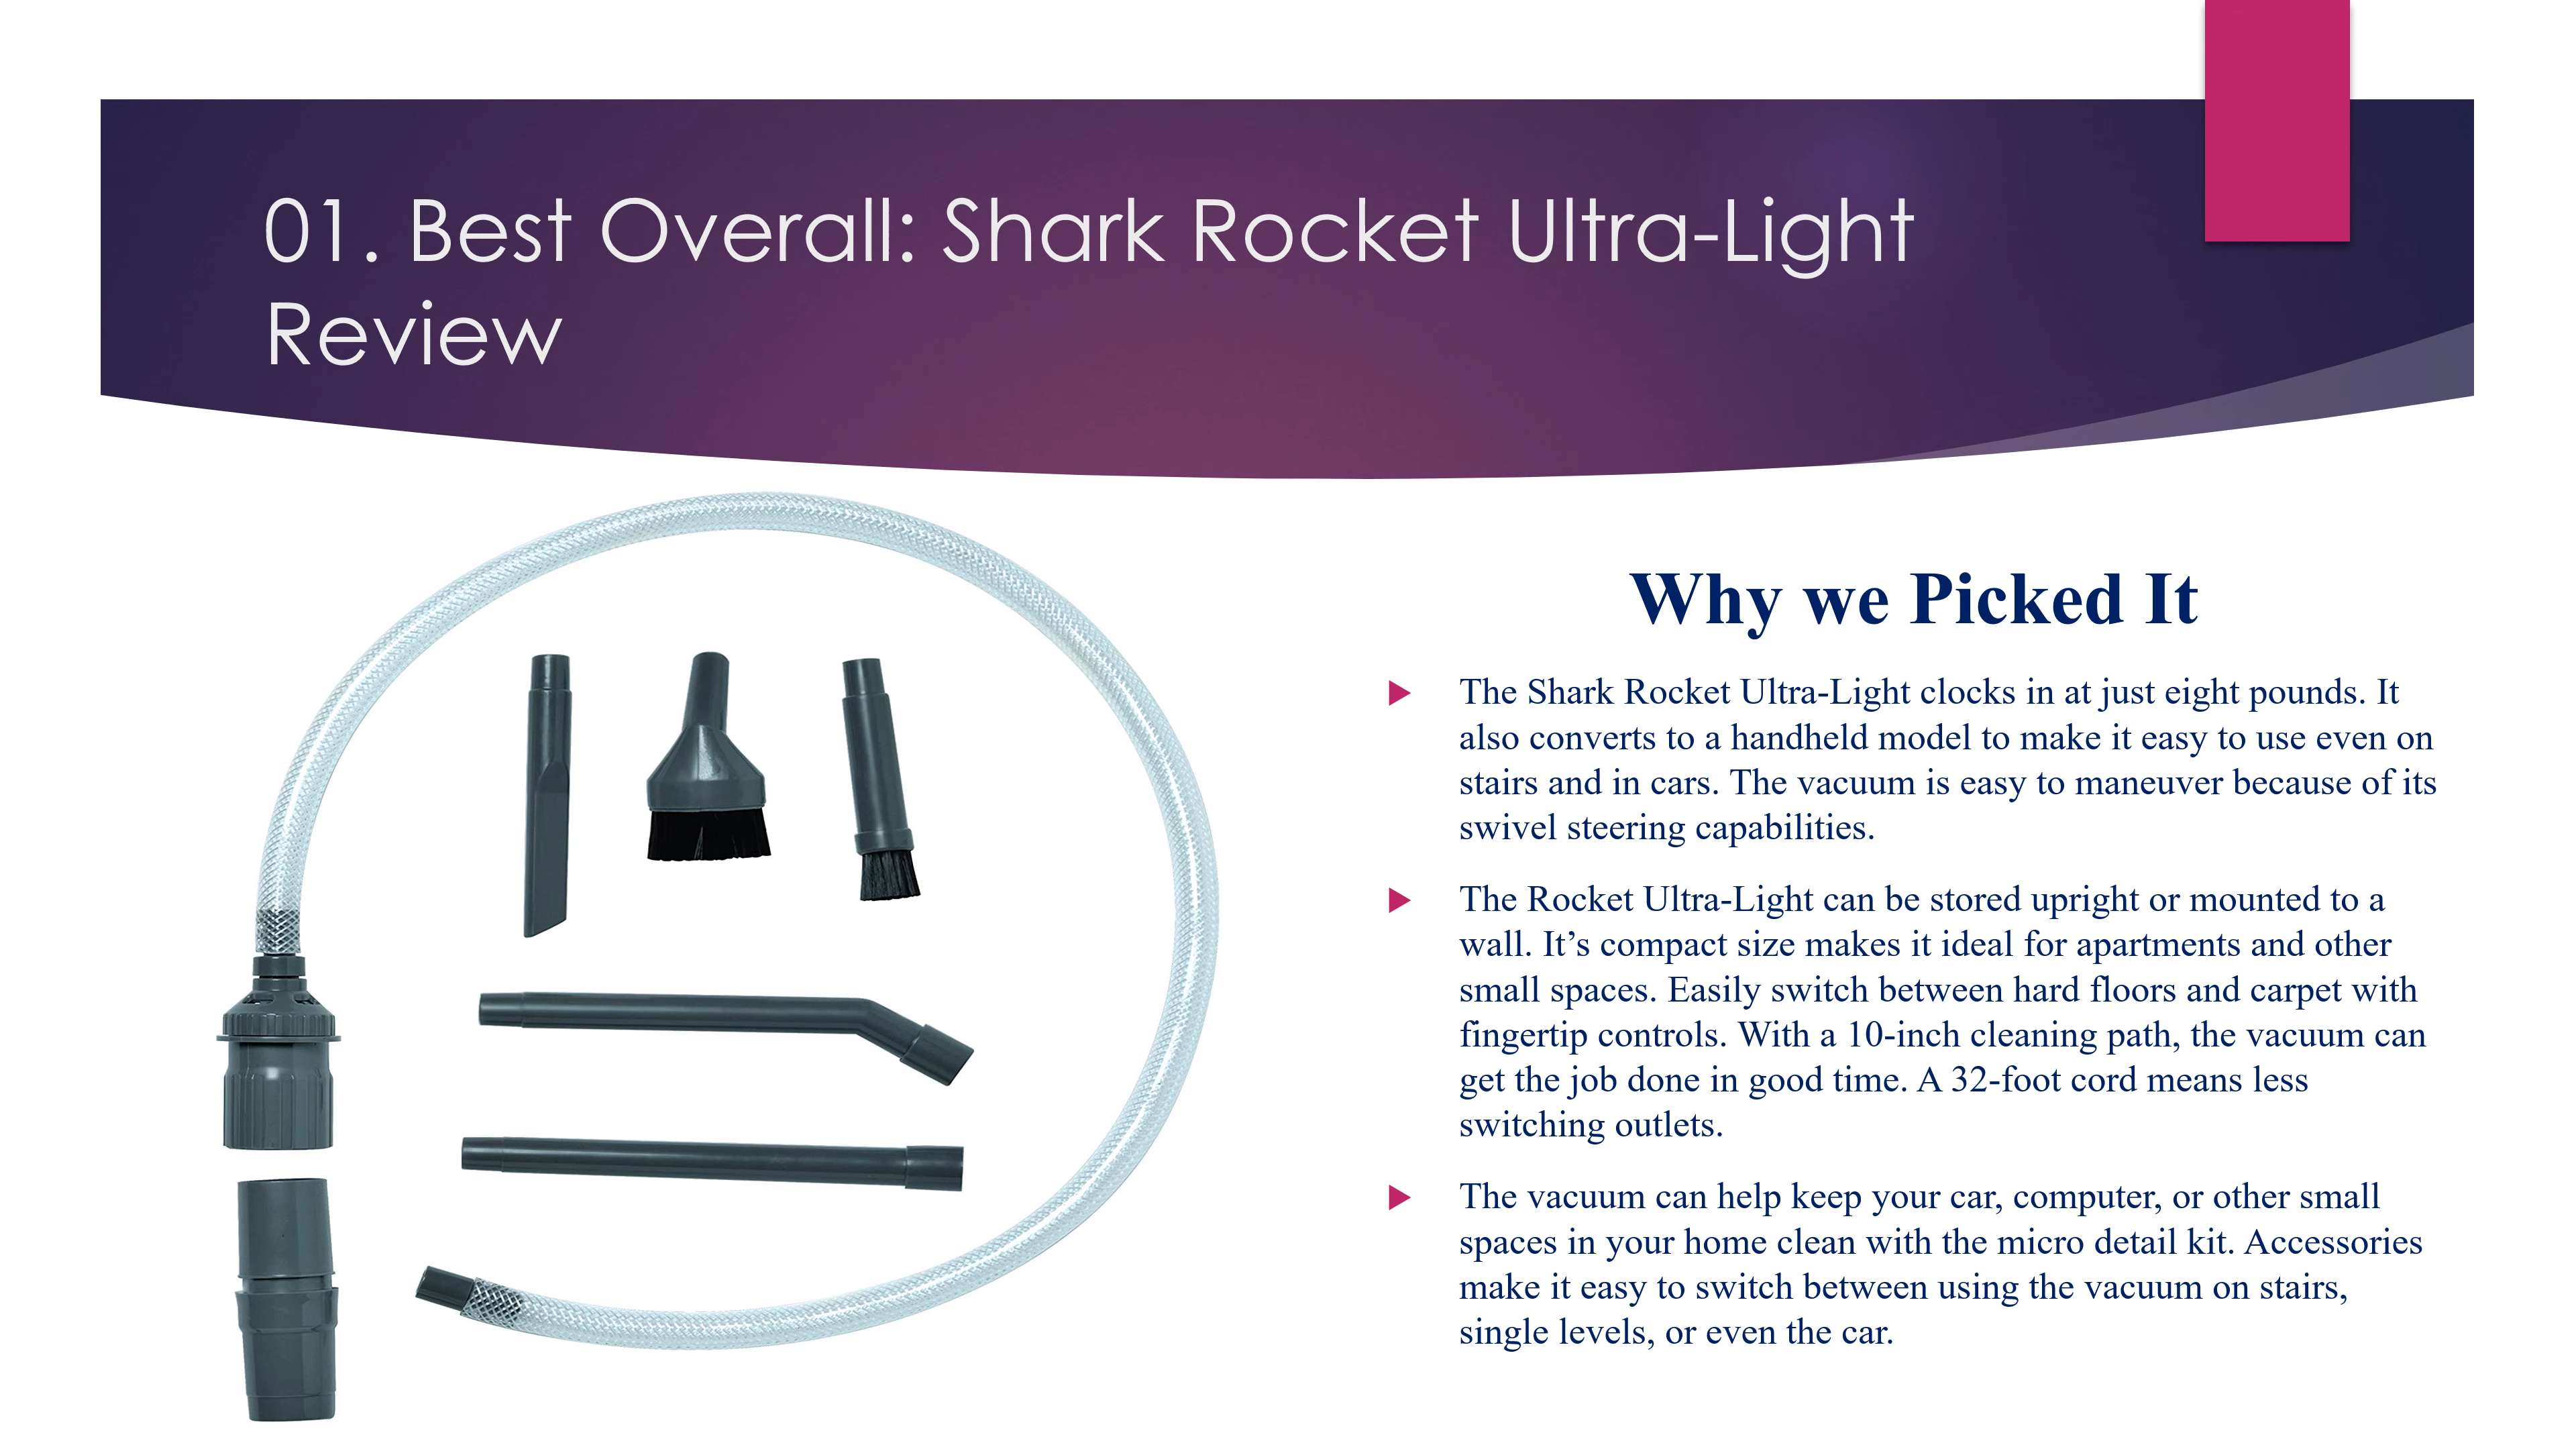 01. Best Overall: Shark Rocket Ultra-Light
Review
Why we Picked It
The Shark Rocket Ultra-Light clocks in at just eight pounds. It
also converts to a handheld model to make it easy to use even on
stairs and in cars. The vacuum is easy to maneuver because of its
swivel steering capabilities.
The Rocket Ultra-Light can be stored upright or mounted to a
wall. It’s compact size makes it ideal for apartments and other
small spaces. Easily switch between hard floors and carpet with
fingertip controls. With a 10-inch cleaning path, the vacuum can
get the job done in good time. A 32-foot cord means less
switching outlets.
The vacuum can help keep your car, computer, or other small
spaces in your home clean with the micro detail kit. Accessories
make it easy to switch between using the vacuum on stairs,
single levels, or even the car.